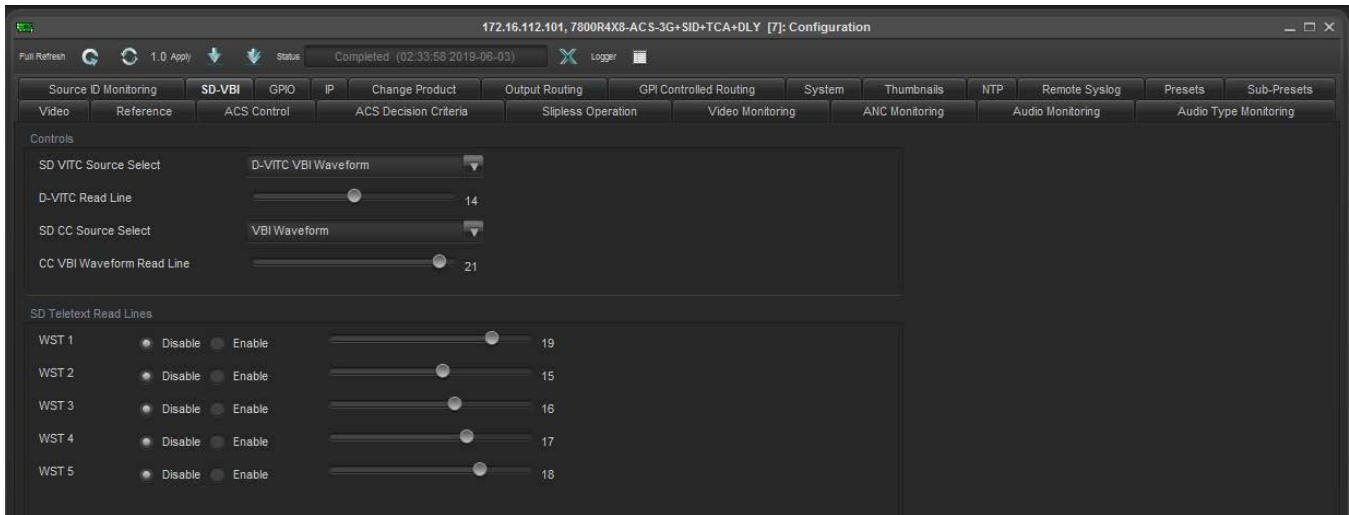 172.16.112.101, 7800R4X8-ACS-3G+SID+TCA+DLY [7]: Configuration
Full Refresh 1.0 Apply Status Completed (02:33:58 2019-06-03) Logger
Source ID Monitoring SD-VBI GPIO IP Change Product Output Routing GPI Controlled Routing System Thumbnails NTP Remote Syslog Presets Sub-Presets
Video Reference ACS Control ACS Decision Criteria Slipless Operation Video Monitoring ANC Monitoring Audio Monitoring Audio Type Monitoring
Controls
SD VITC Source Select D-VITC VBI Waveform
D-VITC Read Line 14
SD CC Source Select VBI Waveform
CC VBI Waveform Read Line 21
SD Teletext Read Lines
WST 1 Disable Enable 19
WST 2 Disable Enable 15
WST 3 Disable Enable 16
WST 4 Disable Enable 17
WST 5 Disable Enable 18